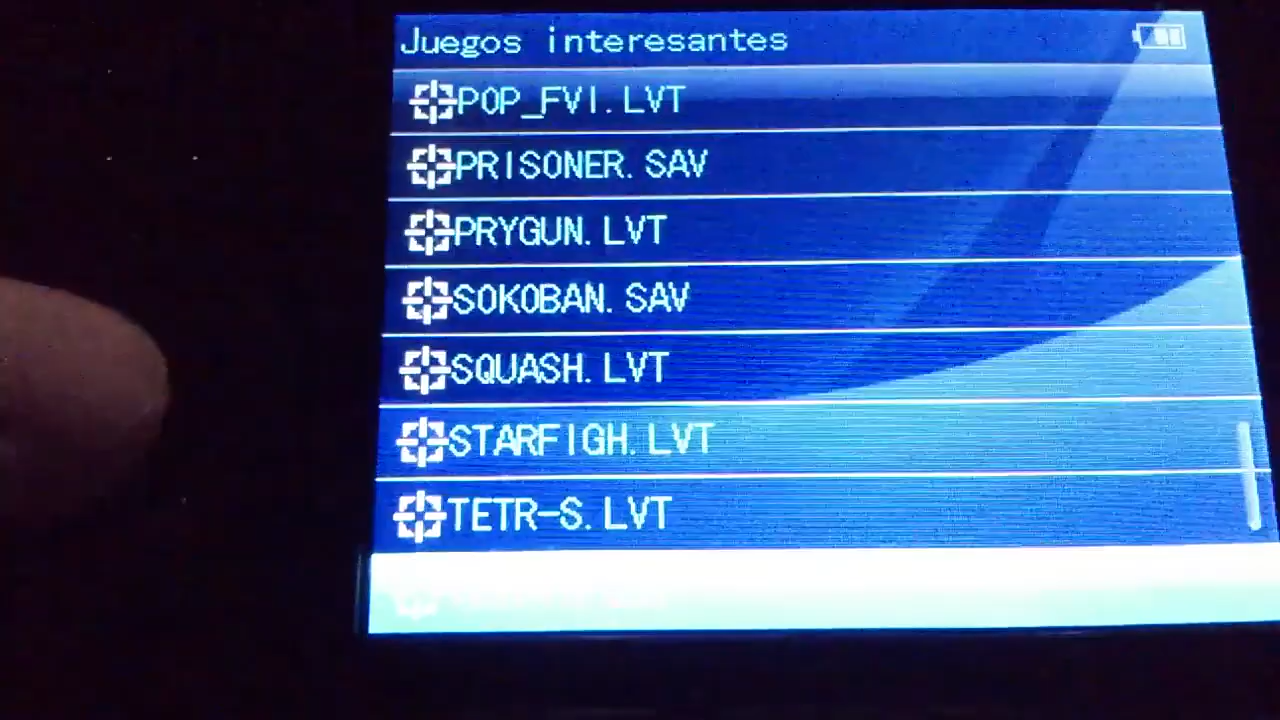 Juegos interesantes
POP_FVI.LVT
PRISONER.SAV
PRYGUN.LVT
SOKOBAN.SAV
SQUASH.LVT
STARFIGH.LVT
TETR-S.LVT